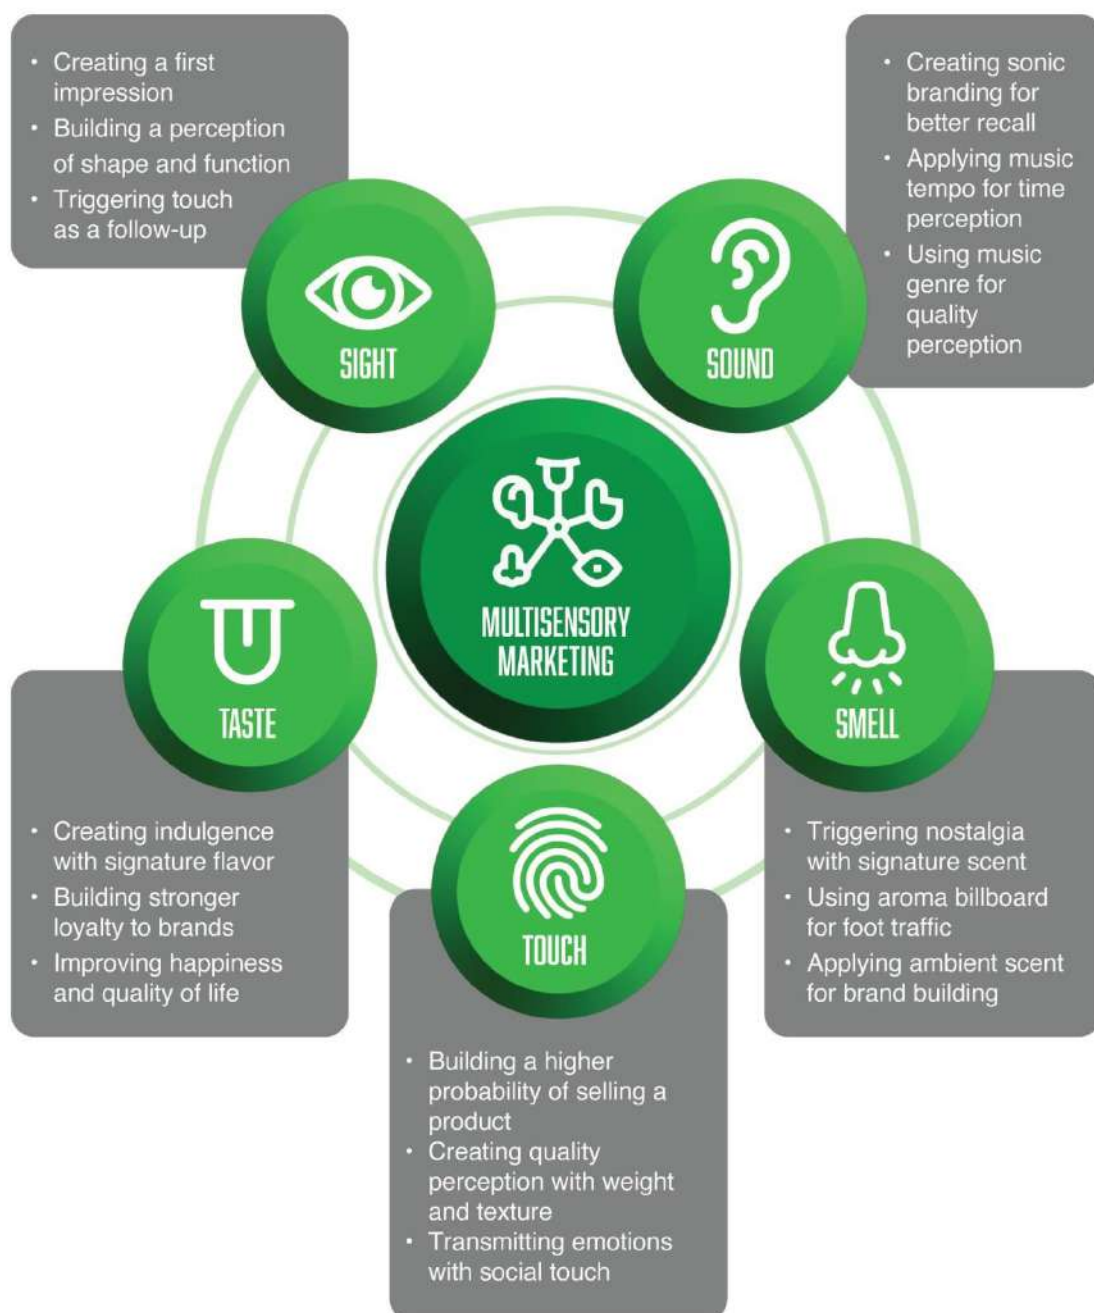 • Creating a first
impression
• Building a perception
of shape and function
• Triggering touch
as a follow-up
SIGHT
• Creating sonic
branding for
better recall
• Applying music
tempo for time
perception
• Using music
genre for
quality
perception
SOUND
MULTISENSORY
MARKETING
TASTE
• Creating indulgence
with signature flavor
• Building stronger
loyalty to brands
• Improving happiness
and quality of life
SMELL
• Triggering nostalgia
with signature scent
• Using aroma billboard
for foot traffic
• Applying ambient scent
for brand building
TOUCH
• Building a higher
probability of selling a
product
• Creating quality
perception with weight
and texture
• Transmitting emotions
with social touch